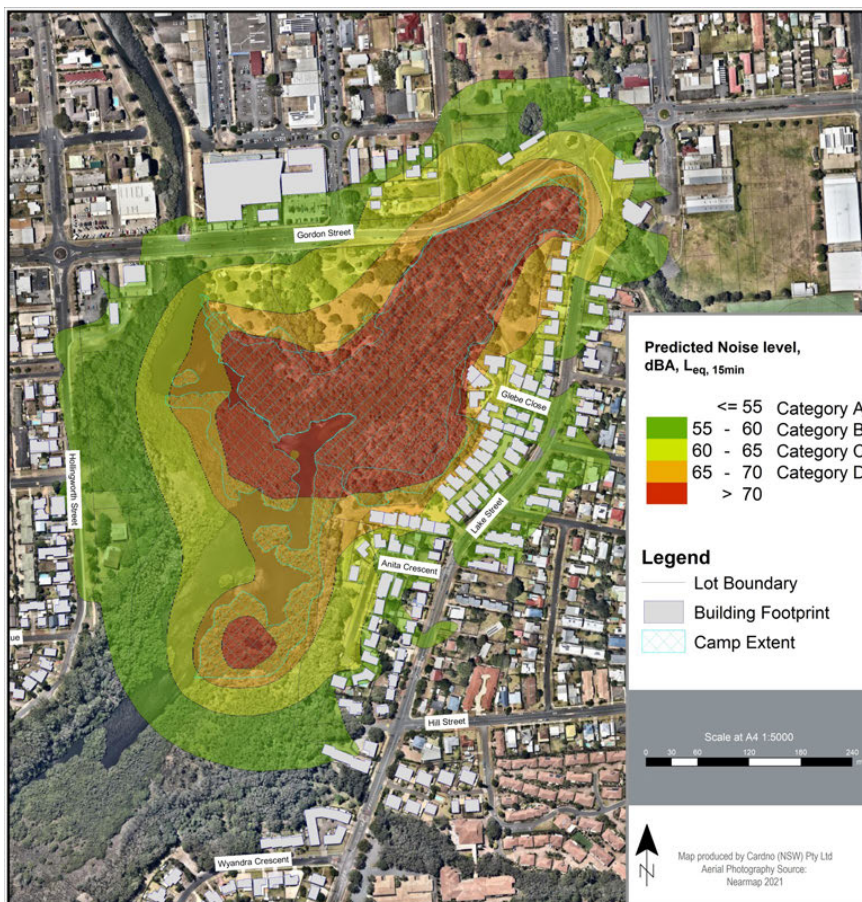 Gordon Street
Glebe Close
Hollingworth Street
Lake Street
Anita Crescent
ue
Hill Street
Wyandra Crescent
Predicted Noise level,
dBA, Leq, 15min
<= 55 Category A
55 - 60 Category B
60 - 65 Category C
65 - 70 Category D
> 70
Legend
Lot Boundary
Building Footprint
Camp Extent
Scale at A4 1:5000
0 30 60 120 180 240
m
N
Map produced by Cardno (NSW) Pty Ltd
Aerial Photography Source:
Nearmap 2021